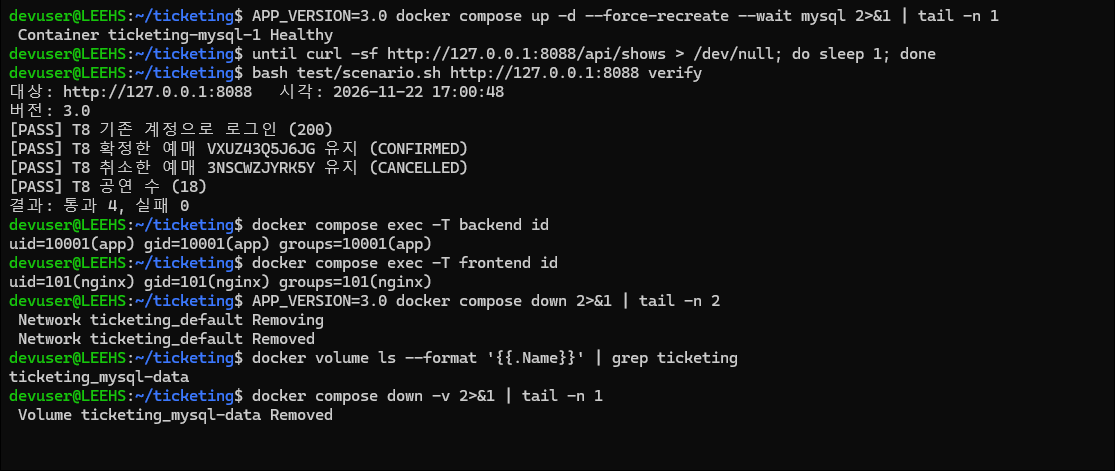 devuser@LEEHS:~/ticketing$ APP_VERSION=3.0 docker compose up -d --force-recreate --wait mysql 2>&1 | tail -n 1
 Container ticketing-mysql-1 Healthy
devuser@LEEHS:~/ticketing$ until curl -sf http://127.0.0.1:8088/api/shows > /dev/null; do sleep 1; done
devuser@LEEHS:~/ticketing$ bash test/scenario.sh http://127.0.0.1:8088 verify
대상: http://127.0.0.1:8088   시각: 2026-11-22 17:00:48
버전: 3.0
[PASS] T8 기존 계정으로 로그인 (200)
[PASS] T8 확정한 예매 VXUZ43Q5J6JG 유지 (CONFIRMED)
[PASS] T8 취소한 예매 3NSCWZJYRK5Y 유지 (CANCELLED)
[PASS] T8 공연 수 (18)
결과: 통과 4, 실패 0
devuser@LEEHS:~/ticketing$ docker compose exec -T backend id
uid=10001(app) gid=10001(app) groups=10001(app)
devuser@LEEHS:~/ticketing$ docker compose exec -T frontend id
uid=101(nginx) gid=101(nginx) groups=101(nginx)
devuser@LEEHS:~/ticketing$ APP_VERSION=3.0 docker compose down 2>&1 | tail -n 2
 Network ticketing_default Removing
 Network ticketing_default Removed
devuser@LEEHS:~/ticketing$ docker volume ls --format '{{.Name}}' | grep ticketing
ticketing_mysql-data
devuser@LEEHS:~/ticketing$ docker compose down -v 2>&1 | tail -n 1
 Volume ticketing_mysql-data Removed